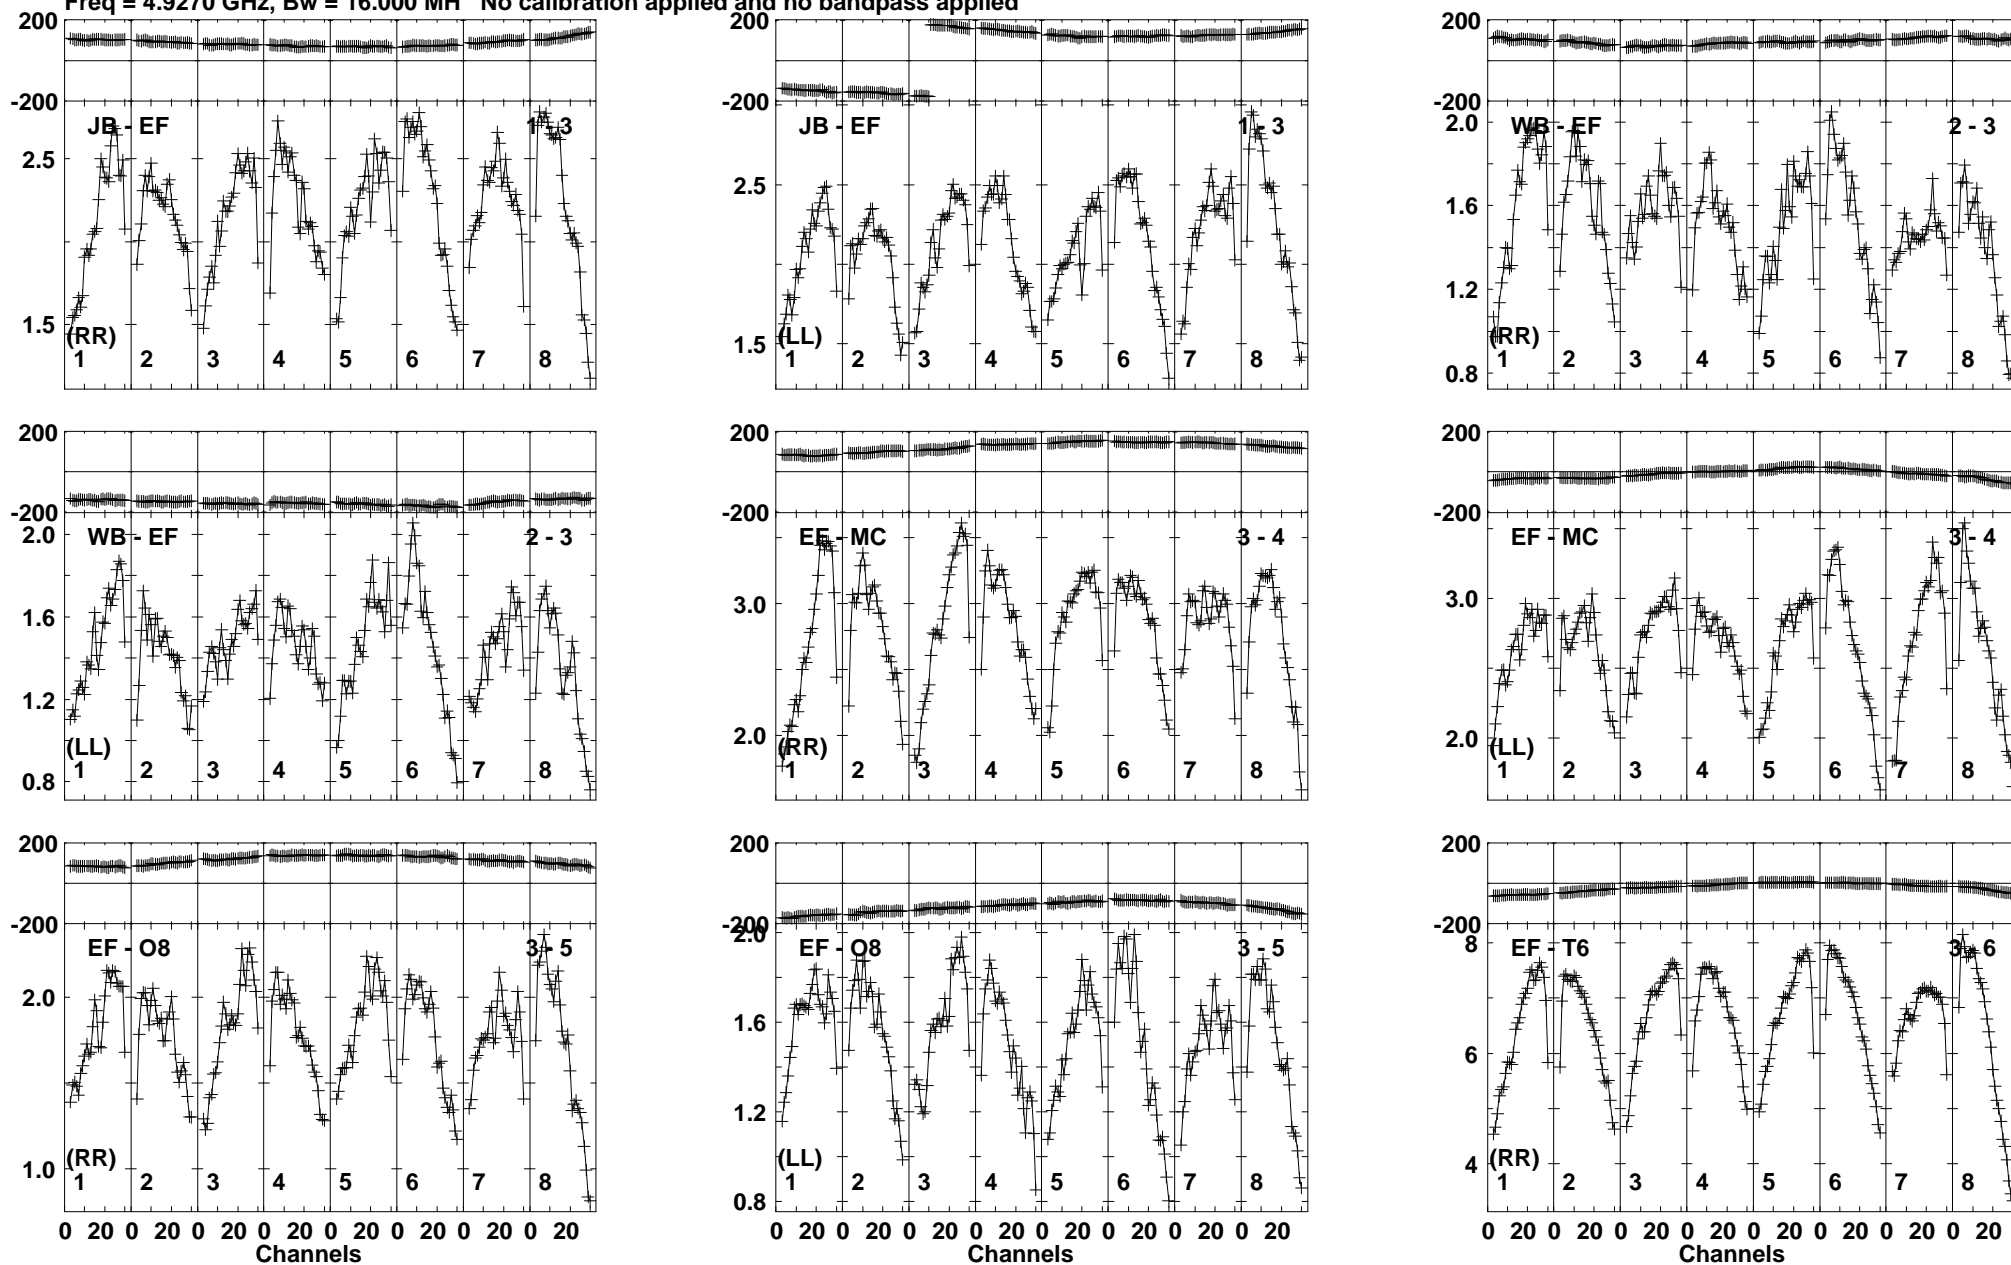 Freq = 4.9270 GHz, Bw = 16.000 MH No calibration applied and no bandpass applied
200 200 200
-200 -200 -200
JB - EF 1 - 3 JB - EF 1 - 3 WB - EF 2 - 3
2.5 2.5 2.0
1.6
1.2
1.5 1.5 0.8
(RR) (LL) (RR)
1 2 3 4 5 6 7 8 1 2 3 4 5 6 7 8 1 2 3 4 5 6 7 8
200 200 200
-200 -200 -200
WB - EF 2 - 3 EF - MC 3 - 4 EF - MC 3 - 4
2.0 3.0 3.0
1.6
1.2 2.0 2.0
0.8
(LL) (RR) (LL)
1 2 3 4 5 6 7 8 1 2 3 4 5 6 7 8 1 2 3 4 5 6 7 8
200 200 200
-200 -200 -200
EF - O8 3 - 5 EF - O8 3 - 5 EF - T6 3 - 6
2.0 2.0 8
1.6 6
1.0 1.2 4
0.8
(RR) (LL) (RR)
1 2 3 4 5 6 7 8 1 2 3 4 5 6 7 8 1 2 3 4 5 6 7 8
0 20 0 20 0 20 0 20 0 20 0 20 0 20 0 20 0 20 0 20 0 20 0 20 0 20 0 20 0 20 0 20 0 20 0 20 0 20 0 20 0 20 0 20 0 20 0 20
Channels Channels Channels